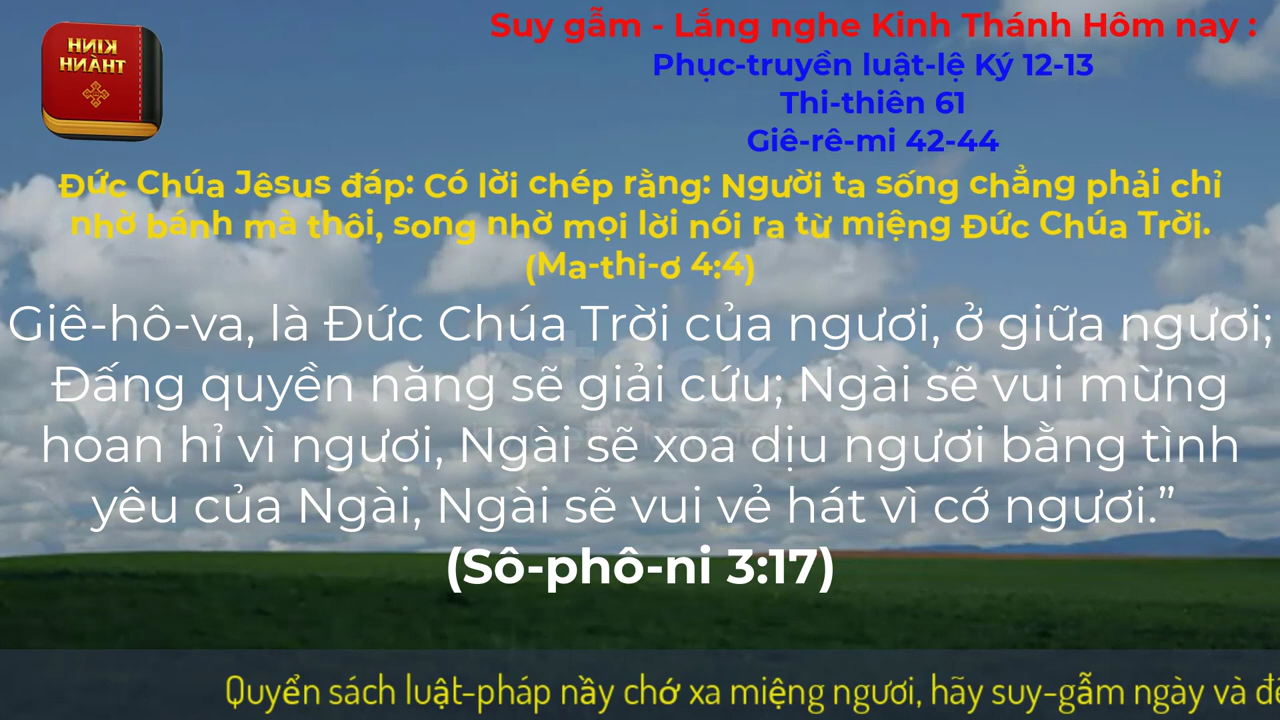 KINH
THÁNH
Suy gẫm - Lắng nghe Kinh Thánh Hôm nay :
Phục-truyền luật-lệ Ký 12-13
Thi-thiên 61
Giê-rê-mi 42-44
Đức Chúa Jêsus đáp: Có lời chép rằng: Người ta sống chẳng phải chỉ
nhờ bánh mà thôi, song nhờ mọi lời nói ra từ miệng Đức Chúa Trời.
(Ma-thi-ơ 4:4)
Giê-hô-va, là Đức Chúa Trời của ngươi, ở giữa ngươi;
Đấng quyền năng sẽ giải cứu; Ngài sẽ vui mừng
hoan hỉ vì ngươi, Ngài sẽ xoa dịu ngươi bằng tình
yêu của Ngài, Ngài sẽ vui vẻ hát vì cớ ngươi.”
(Sô-phô-ni 3:17)
Quyển sách luật-pháp nầy chớ xa miệng ngươi, hãy suy-gẫm ngày và